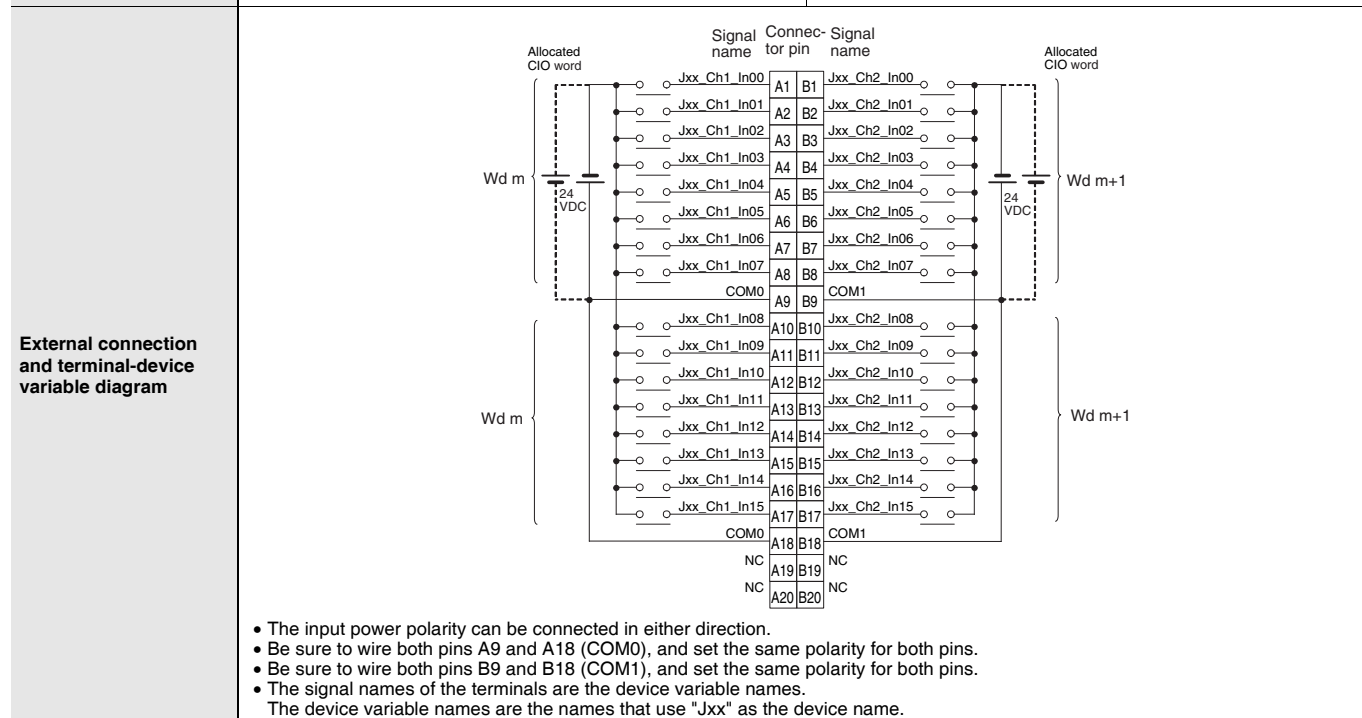 External connection
and terminal-device
variable diagram
Signal name Connec-tor pin Signal name
Allocated CIO word Allocated CIO word
Jxx_Ch1_In00 A1 B1 Jxx_Ch2_In00
Jxx_Ch1_In01 A2 B2 Jxx_Ch2_In01
Jxx_Ch1_In02 A3 B3 Jxx_Ch2_In02
Jxx_Ch1_In03 A4 B4 Jxx_Ch2_In03
Wd m 24 VDC 24 VDC Wd m+1
Jxx_Ch1_In04 A5 B5 Jxx_Ch2_In04
Jxx_Ch1_In05 A6 B6 Jxx_Ch2_In05
Jxx_Ch1_In06 A7 B7 Jxx_Ch2_In06
Jxx_Ch1_In07 A8 B8 Jxx_Ch2_In07
COM0 A9 B9 COM1
Jxx_Ch1_In08 A10 B10 Jxx_Ch2_In08
Jxx_Ch1_In09 A11 B11 Jxx_Ch2_In09
Jxx_Ch1_In10 A12 B12 Jxx_Ch2_In10
Jxx_Ch1_In11 A13 B13 Jxx_Ch2_In11
Wd m Wd m+1
Jxx_Ch1_In12 A14 B14 Jxx_Ch2_In12
Jxx_Ch1_In13 A15 B15 Jxx_Ch2_In13
Jxx_Ch1_In14 A16 B16 Jxx_Ch2_In14
Jxx_Ch1_In15 A17 B17 Jxx_Ch2_In15
COM0 A18 B18 COM1
NC A19 B19 NC
NC A20 B20 NC
• The input power polarity can be connected in either direction.
• Be sure to wire both pins A9 and A18 (COM0), and set the same polarity for both pins.
• Be sure to wire both pins B9 and B18 (COM1), and set the same polarity for both pins.
• The signal names of the terminals are the device variable names.
The device variable names are the names that use "Jxx" as the device name.